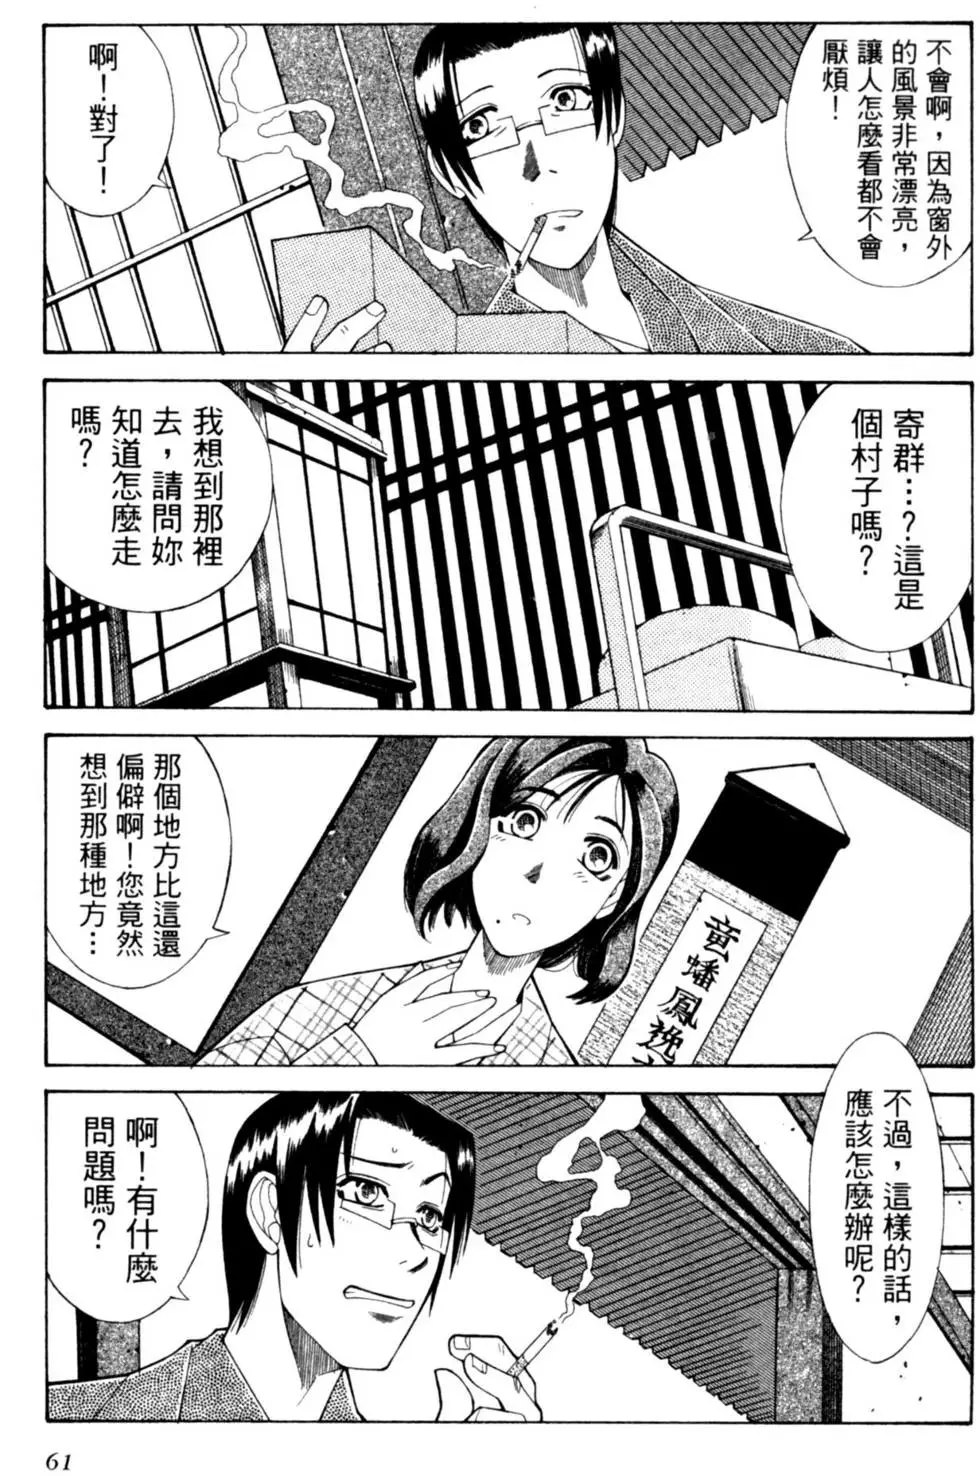 不會啊，因為窗外
的風景非常漂亮，
讓人怎麼看都不會
厭煩！
啊！對了！
寄群…？這是
個村子嗎？
我想到那裡
去，請問妳
知道怎麼走
嗎？
那個地方比這還
偏僻啊！您竟然
想到那種地方…
竜蟠鳳逸
不過，這樣的話，
應該怎麼辦呢？
啊！有什麼
問題嗎？
61